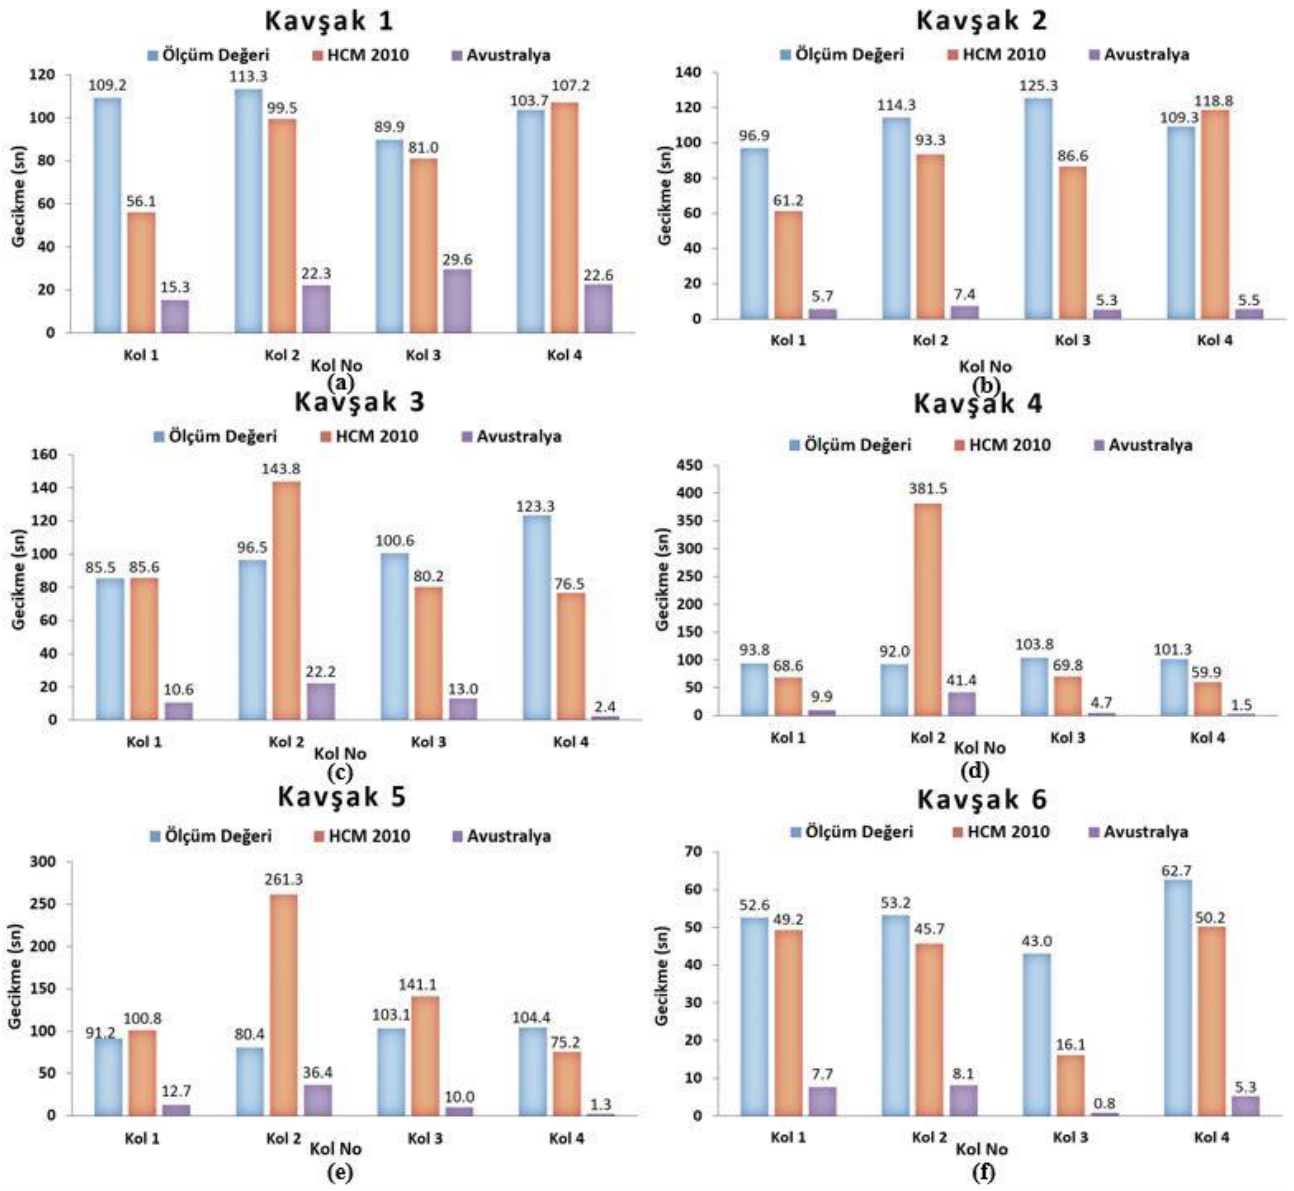 Kavşak 1
Ölçüm Değeri HCM 2010 Avustralya
Gecikme (sn)
120
100
80
60
40
20
0
109.2 56.1 15.3
113.3 99.5 22.3
89.9 81.0 29.6
103.7 107.2 22.6
Kol 1 Kol 2 Kol 3 Kol 4
Kol No
(a)
Kavşak 2
Ölçüm Değeri HCM 2010 Avustralya
Gecikme (sn)
140
120
100
80
60
40
20
0
96.9 61.2 5.7
114.3 93.3 7.4
125.3 86.6 5.3
109.3 118.8 5.5
Kol 1 Kol 2 Kol 3 Kol 4
Kol No
(b)
Kavşak 3
Ölçüm Değeri HCM 2010 Avustralya
Gecikme (sn)
160
140
120
100
80
60
40
20
0
85.5 85.6 10.6
96.5 143.8 22.2
100.6 80.2 13.0
123.3 76.5 2.4
Kol 1 Kol 2 Kol 3 Kol 4
Kol No
(c)
Kavşak 4
Ölçüm Değeri HCM 2010 Avustralya
Gecikme (sn)
450
400
350
300
250
200
150
100
50
0
93.8 68.6 9.9
92.0 381.5 41.4
103.8 69.8 4.7
101.3 59.9 1.5
Kol 1 Kol 2 Kol 3 Kol 4
Kol No
(d)
Kavşak 5
Ölçüm Değeri HCM 2010 Avustralya
Gecikme (sn)
300
250
200
150
100
50
0
91.2 100.8 12.7
80.4 261.3 36.4
103.1 141.1 10.0
104.4 75.2 1.3
Kol 1 Kol 2 Kol 3 Kol 4
Kol No
(e)
Kavşak 6
Ölçüm Değeri HCM 2010 Avustralya
Gecikme (sn)
70
60
50
40
30
20
10
0
52.6 49.2 7.7
53.2 45.7 8.1
43.0 16.1 0.8
62.7 50.2 5.3
Kol 1 Kol 2 Kol 3 Kol 4
Kol No
(f)